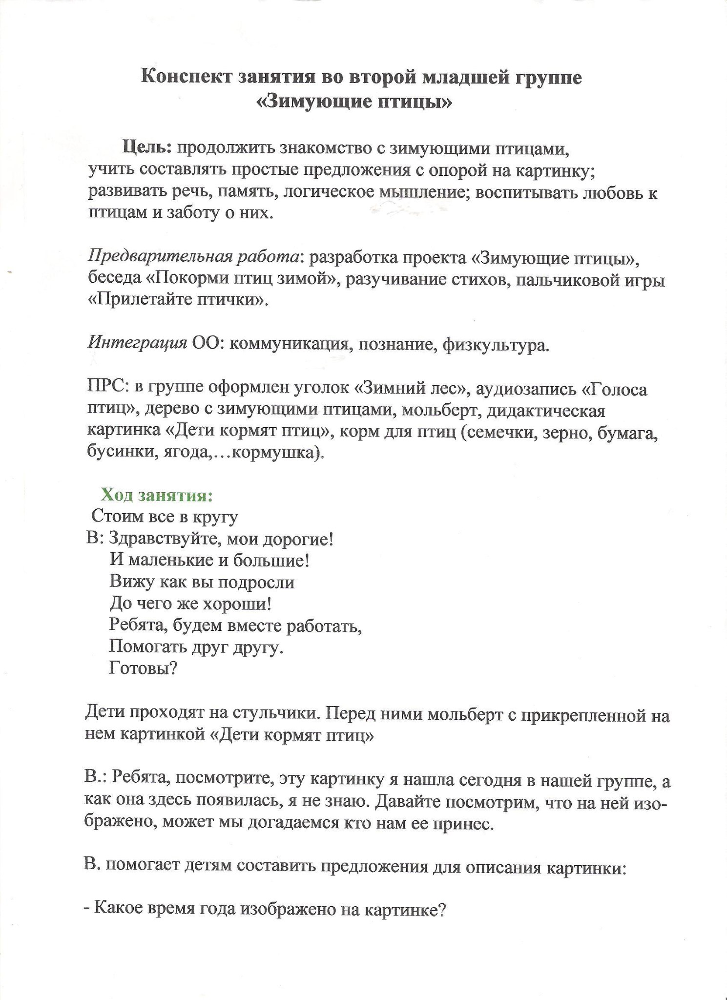 Конспект занятия во второй младшей группе
«Зимующие птицы»
Цель: продолжить знакомство с зимующими птицами,
учить составлять простые предложения с опорой на картинку;
развивать речь, память, логическое мышление; воспитывать любовь к
птицам и заботу о них.
Предварительная работа: разработка проекта «Зимующие птицы»,
беседа «Покорми птиц зимой», разучивание стихов, пальчиковой игры
«Прилетайте птички».
Интеграция ОО: коммуникация, познание, физкультура.
ПРС: в группе оформлен уголок «Зимний лес», аудиозапись «Голоса
птиц», дерево с зимующими птицами, мольберт, дидактическая
картинка «Дети кормят птиц», корм для птиц (семечки, зерно, бумага,
бусинки, ягода,…кормушка).
Ход занятия:
Стоим все в кругу
В: Здравствуйте, мои дорогие!
И маленькие и большие!
Вижу как вы подросли
До чего же хороши!
Ребята, будем вместе работать,
Помогать друг другу.
Готовы?
Дети проходят на стульчики. Перед ними мольберт с прикрепленной на
нем картинкой «Дети кормят птиц»
В.: Ребята, посмотрите, эту картинку я нашла сегодня в нашей группе, а
как она здесь появилась, я не знаю. Давайте посмотрим, что на ней изо-
бражено, может мы догадаемся кто нам ее принес.
В. помогает детям составить предложения для описания картинки:
- Какое время года изображено на картинке?